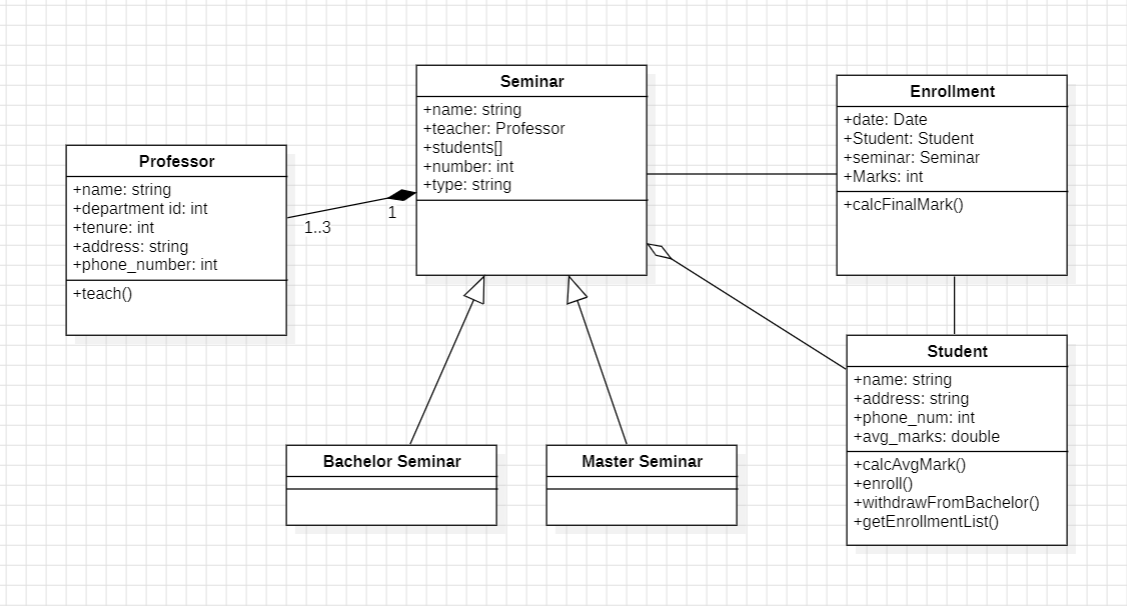 Seminar
+name: string
+teacher: Professor
+students[]
+number: int
+type: string
Enrollment
+date: Date
+Student: Student
+seminar: Seminar
+Marks: int
+calcFinalMark()
Professor
+name: string
+department id: int
+tenure: int
+address: string
+phone_number: int
+teach()
1
1..3
Student
+name: string
+address: string
+phone_num: int
+avg_marks: double
+calcAvgMark()
+enroll()
+withdrawFromBachelor()
+getEnrollmentList()
Bachelor Seminar
Master Seminar